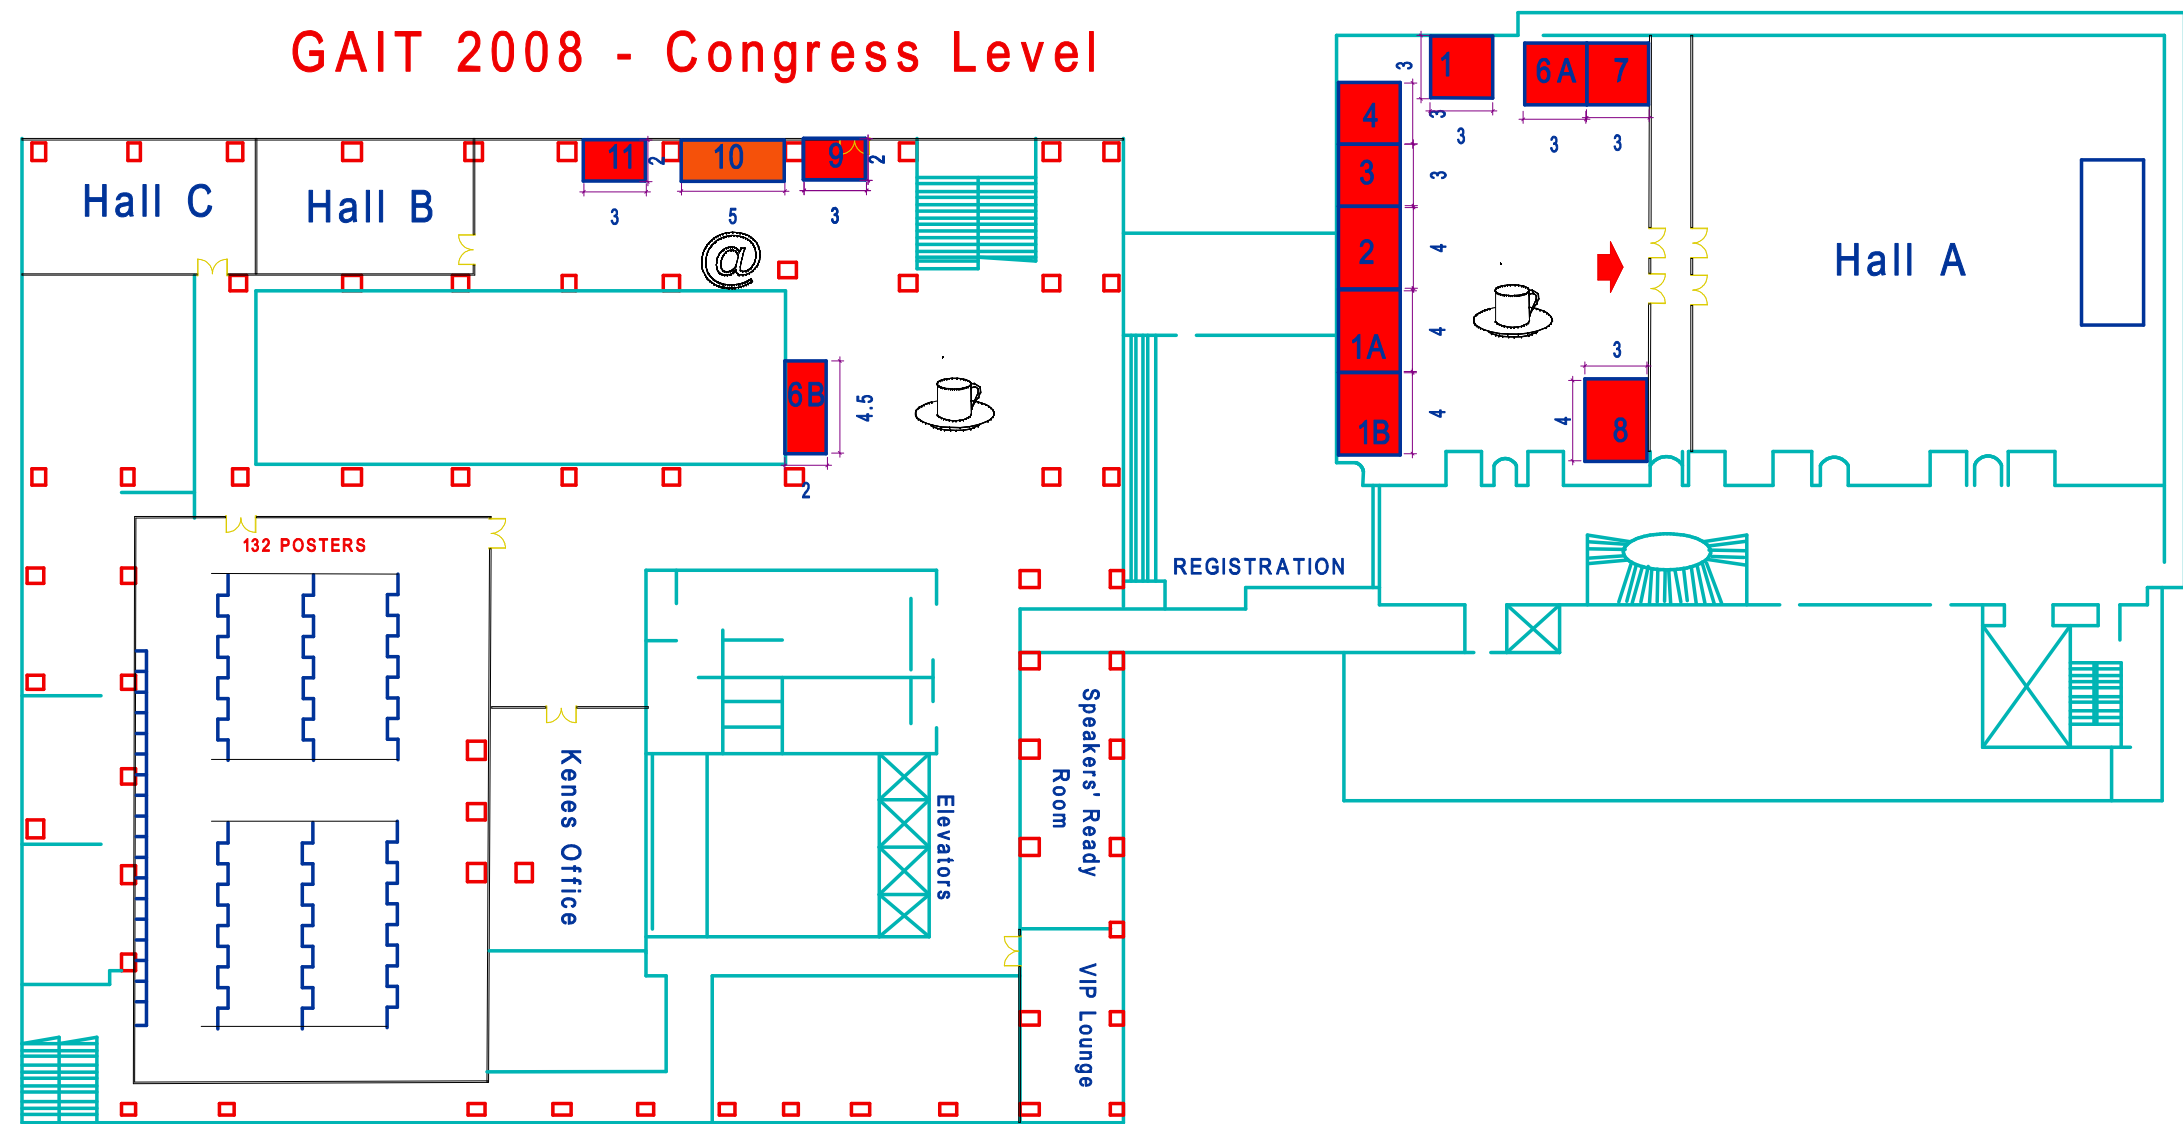 GAIT 2008 - Congress Level
Hall C
Hall B
11
2
3
10
5
9
2
3
@
6B
4.5
2
4
3
3
3
2
4
1A
4
1B
4
1
3
3
6A
7
3
3
8
3
4
Hall A
132 POSTERS
REGISTRATION
Kenes Office
Elevators
Speakers' Ready
Room
VIP Lounge